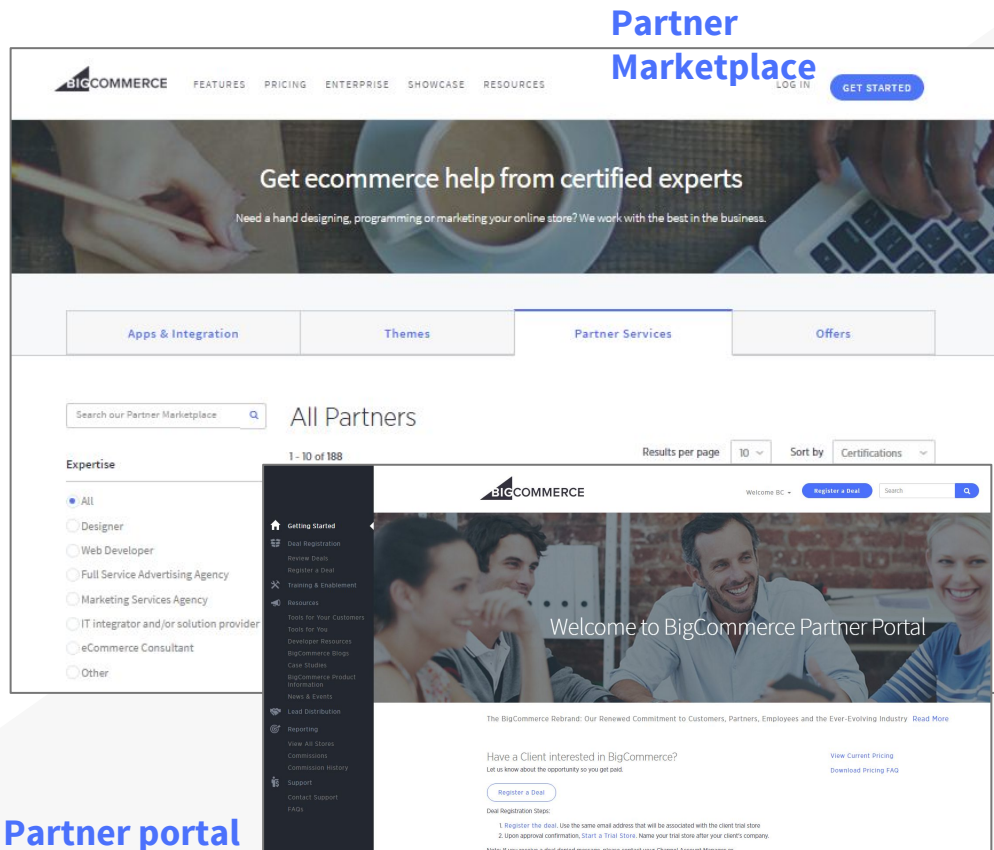 Partner
Marketplace
BIGCOMMERCE FEATURES PRICING ENTERPRISE SHOWCASE RESOURCES LOG IN GET STARTED
Get ecommerce help from certified experts
Need a hand designing, programming or marketing your online store? We work with the best in the business.
Apps & Integration Themes Partner Services Offers
Search our Partner Marketplace
All Partners
1 - 10 of 188 Results per page 10 Sort by Certifications
Expertise
All
Designer
Web Developer
Full Service Advertising Agency
Marketing Services Agency
IT integrator and/or solution provider
eCommerce Consultant
Other
BIGCOMMERCE Welcome BC Register a Deal Search
Getting Started
Deal Registration
Review Deals
Register a Deal
Training & Enablement
Resources
Tools for Your Customers
Tools for You
Developer Resources
BigCommerce Blogs
Case Studies
BigCommerce Product
Information
News & Events
Lead Distribution
Reporting
View All Stores
Commissions
Commission History
Support
Contact Support
FAQs
Welcome to BigCommerce Partner Portal
The BigCommerce Rebrand: Our Renewed Commitment to Customers, Partners, Employees and the Ever-Evolving Industry Read More
Have a Client interested in BigCommerce? View Current Pricing
Let us know about the opportunity so you get paid. Download Pricing FAQ
Register a Deal
Deal Registration Steps:
1. Register the deal. Use the same email address that will be associated with the client trial store
2. Upon approval confirmation, Start a Trial Store. Name your trial store after your client's company.
Partner portal